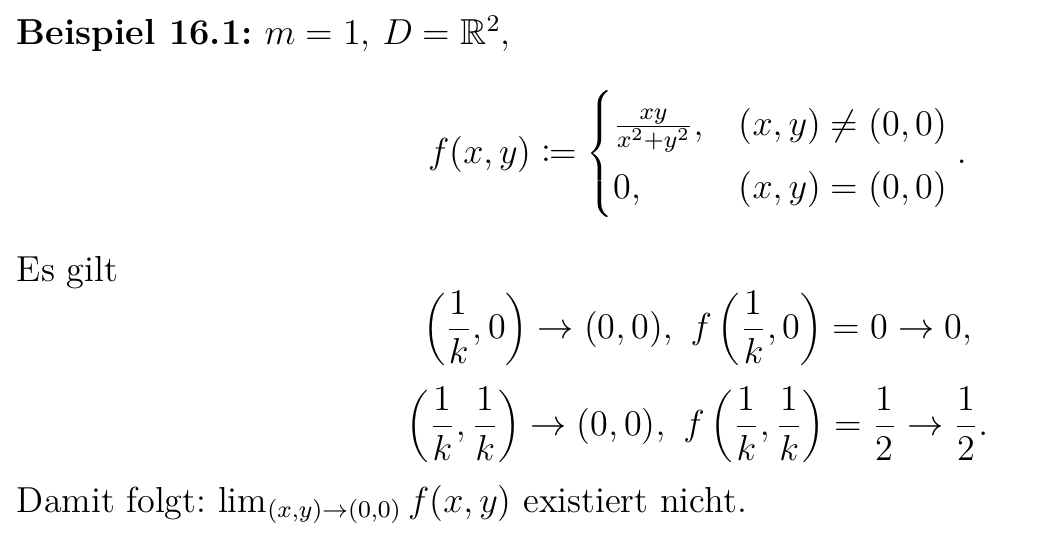 Beispiel 16.1: m = 1, D = ℝ²,
f(x, y) := { xy/(x²+y²), (x, y) ≠ (0, 0)
0, (x, y) = (0, 0) .
Es gilt
(1/k, 0) → (0, 0), f(1/k, 0) = 0 → 0,
(1/k, 1/k) → (0, 0), f(1/k, 1/k) = 1/2 → 1/2.
Damit folgt: lim₍ₓ,y₎→₍₀,₀₎ f(x, y) existiert nicht.